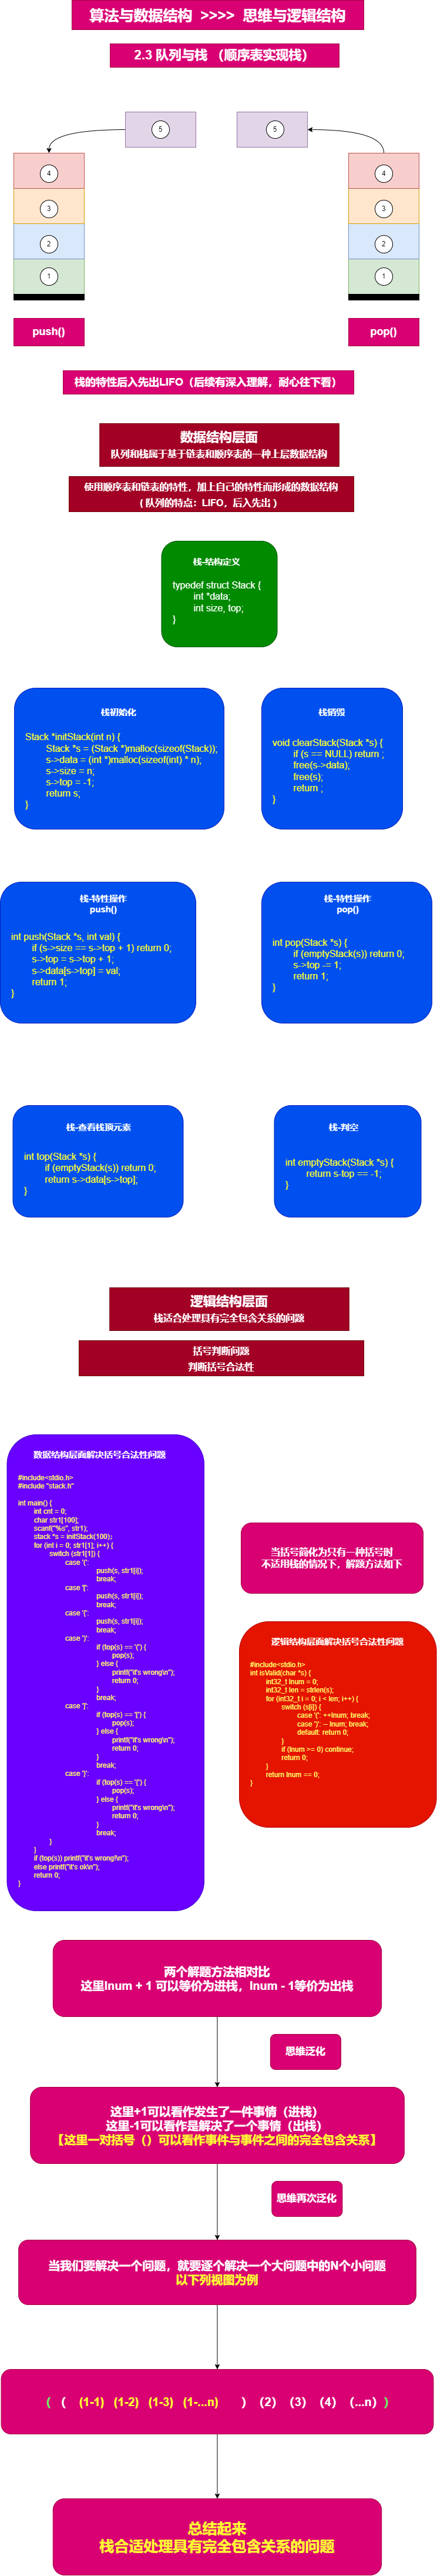 算法与数据结构 >>>> 思维与逻辑结构
2.3 队列与栈 （顺序表实现栈）
5
5
4
3
2
1
4
3
2
1
push()
pop()
栈的特性后入先出LIFO（后续有深入理解，耐心往下看）
数据结构层面
队列和栈属于基于链表和顺序表的一种上层数据结构
使用顺序表和链表的特性，加上自己的特性而形成的数据结构
（ 队列的特点：LIFO，后入先出 ）
栈-结构定义
typedef struct Stack {
int *data;
int size, top;
}
栈初始化
Stack *initStack(int n) {
Stack *s = (Stack *)malloc(sizeof(Stack));
s->data = (int *)malloc(sizeof(int) * n);
s->size = n;
s->top = -1;
return s;
}
栈销毁
void clearStack(Stack *s) {
if (s == NULL) return ;
free(s->data);
free(s);
return ;
}
栈-特性操作
push()
int push(Stack *s, int val) {
if (s->size == s->top + 1) return 0;
s->top = s->top + 1;
s->data[s->top] = val;
return 1;
}
栈-特性操作
pop()
int pop(Stack *s) {
if (emptyStack(s)) return 0;
s->top -= 1;
return 1;
}
栈-查看栈顶元素
int top(Stack *s) {
if (emptyStack(s)) return 0;
return s->data[s->top];
}
栈-判空
int emptyStack(Stack *s) {
return s-top == -1;
}
逻辑结构层面
栈适合处理具有完全包含关系的问题
括号判断问题
判断括号合法性
数据结构层面解决括号合法性问题
#include<stdio.h>
#include "stack.h"
int main() {
int cnt = 0;
char str1[100];
scanf("%s", str1);
stack *s = initStack(100);
for (int i = 0; str1[1]; i++) {
switch (str1[1]) {
case '(':
push(s, str1[i]);
break;
case '[':
push(s, str1[i]);
break;
case '{':
push(s, str1[i]);
break;
case ')':
if (top(s) == '(') {
pop(s);
} else {
printf("it's wrong\n");
return 0;
}
break;
case ']':
if (top(s) == '[') {
pop(s);
} else {
printf("it's wrong\n");
return 0;
}
break;
case '}':
if (top(s) == '{') {
pop(s);
} else {
printf("it's wrong\n");
return 0;
}
break;
}
}
if (top(s)) printf("it's wrong!\n");
else printf("it's ok\n");
return 0;
}
当括号简化为只有一种括号时
不适用栈的情况下，解题方法如下
逻辑结构层面解决括号合法性问题
#include<stdio.h>
int isValid(char *s) {
int32_t lnum = 0;
int32_t len = strlen(s);
for (int32_t i = 0; i < len; i++) {
switch (s[i]) {
case '(': ++lnum; break;
case ')': -- lnum; break;
default: return 0;
}
if (lnum >= 0) continue;
return 0;
}
return lnum == 0;
}
两个解题方法相对比
这里lnum + 1 可以等价为进栈，lnum - 1等价为出栈
思维泛化
这里+1可以看作发生了一件事情（进栈）
这里-1可以看作是解决了一个事情（出栈）
【这里一对括号（）可以看作事件与事件之间的完全包含关系】
思维再次泛化
当我们要解决一个问题，就要逐个解决一个大问题中的N个小问题
以下列视图为例
（ （ (1-1) (1-2) (1-3) (1-...n) ）（2）（3）（4）（...n））
总结起来
栈合适处理具有完全包含关系的问题